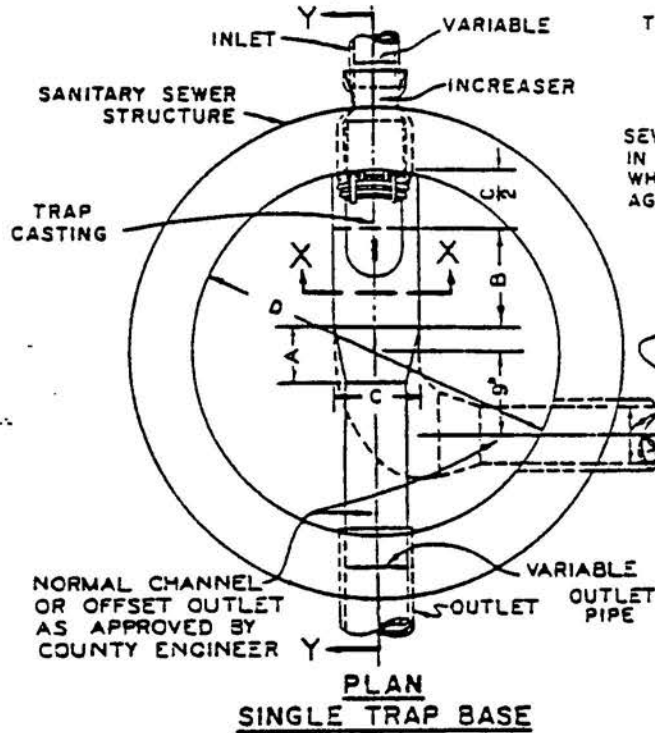 Y
INLET
VARIABLE
T
INCREASER
SANITARY SEWER
STRUCTURE
SEW
IN
WH
AG
C/2
TRAP
CASTING
X
X
B
D
A
C
9"
NORMAL CHANNEL
OR OFFSET OUTLET
AS APPROVED BY
COUNTY ENGINEER
VARIABLE
OUTLET
OUTLET
PIPE
Y
PLAN
SINGLE TRAP BASE